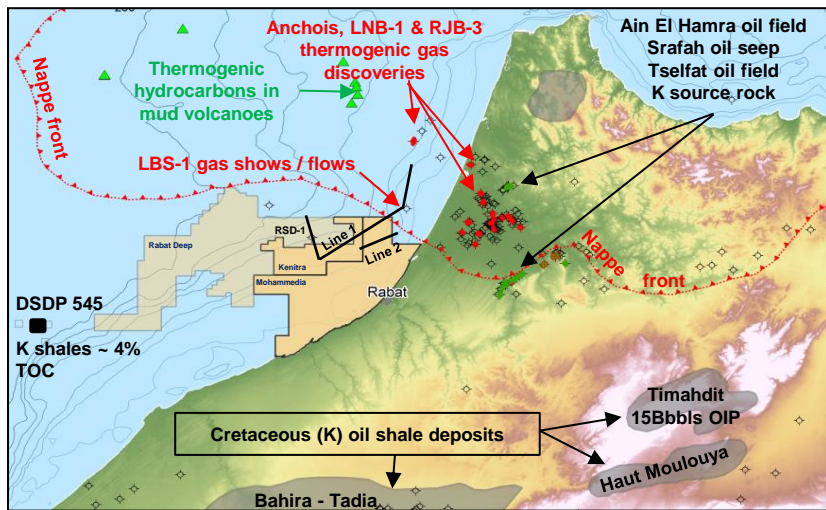 Anchois, LNB-1 & RJB-3
thermogenic gas
discoveries
Ain El Hamra oil field
Srafah oil seep
Tselfat oil field
K source rock
Thermogenic
hydrocarbons in
mud volcanoes
Nappe front
LBS-1 gas shows / flows
RSD-1
Line 1
Line 2
Rabat Deep
Kenitra
Mohammedia
Rabat
Nappe
front
DSDP 545
K shales ~ 4%
TOC
Timahdit
15Bbbls OIP
Cretaceous (K) oil shale deposits
Haut Moulouya
Bahira - Tadia